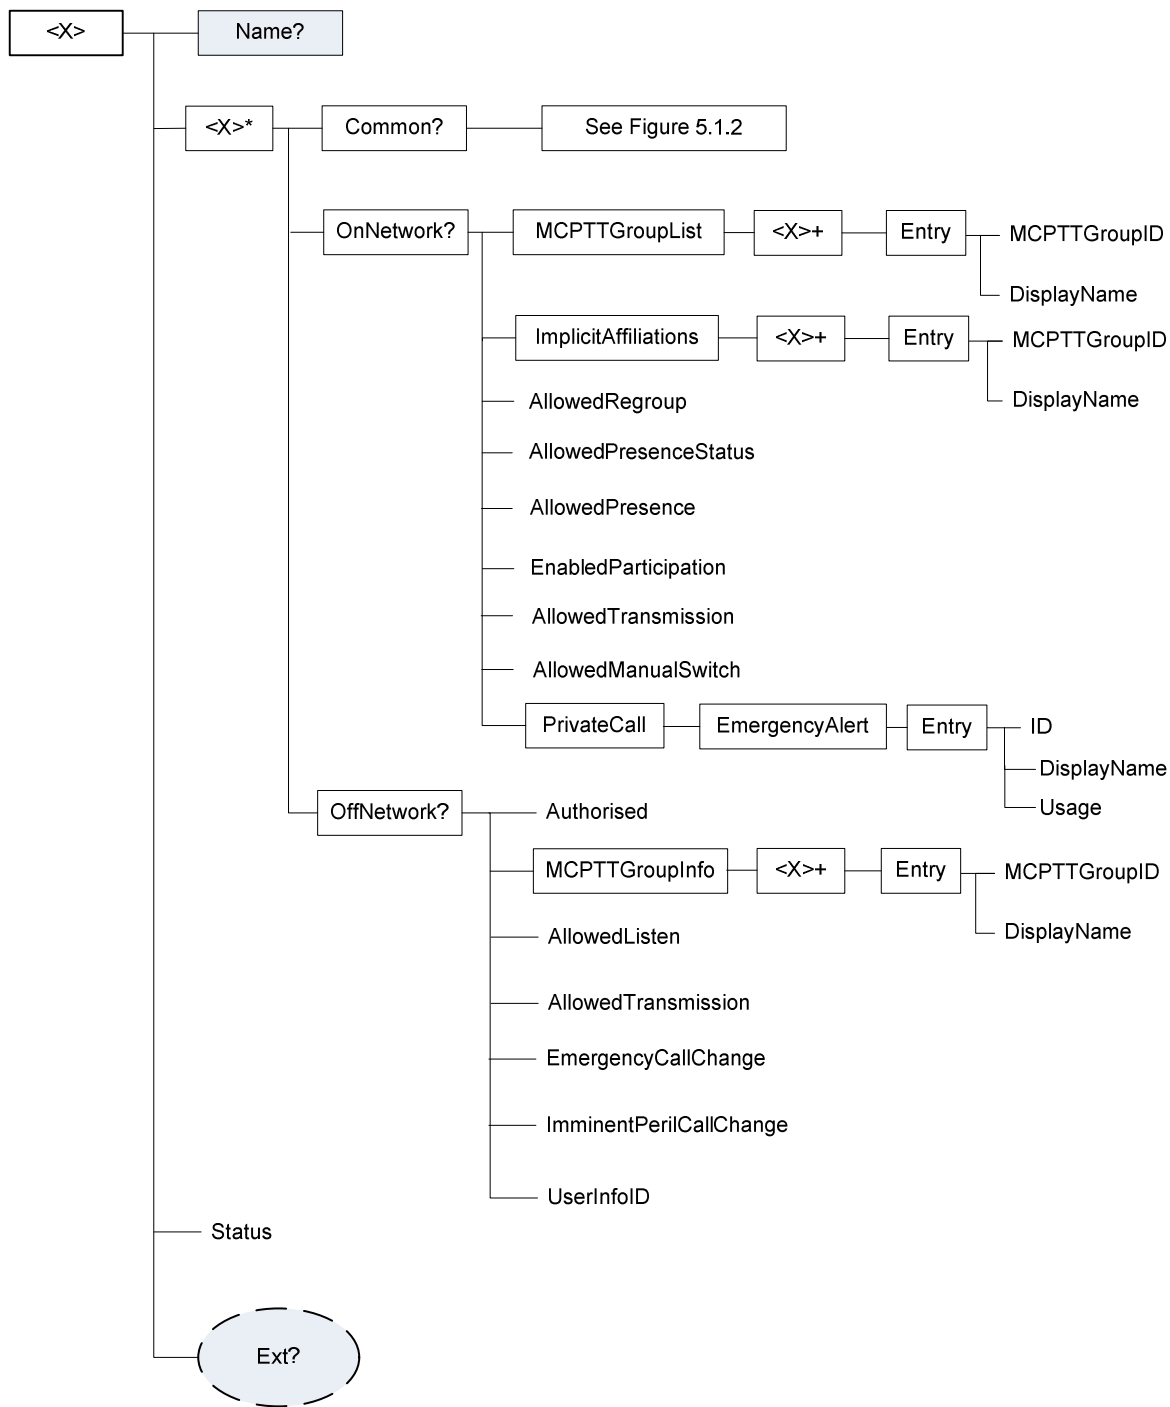 <X>
Name?
<X>*
Common?
See Figure 5.1.2
OnNetwork?
MCPTTGroupList
<X>+
Entry
MCPTTGroupID
DisplayName
ImplicitAffiliations
<X>+
Entry
MCPTTGroupID
DisplayName
AllowedRegroup
AllowedPresenceStatus
AllowedPresence
EnabledParticipation
AllowedTransmission
AllowedManualSwitch
PrivateCall
EmergencyAlert
Entry
ID
DisplayName
Usage
OffNetwork?
Authorised
MCPTTGroupInfo
<X>+
Entry
MCPTTGroupID
DisplayName
AllowedListen
AllowedTransmission
EmergencyCallChange
ImminentPerilCallChange
UserInfoID
Status
Ext?